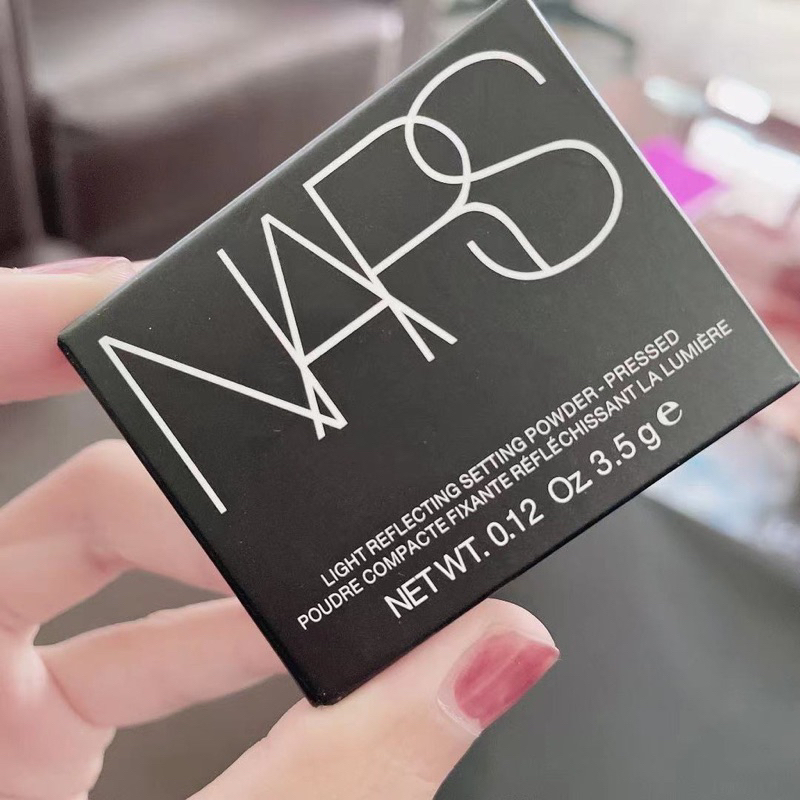 NARS
LIGHT REFLECTING SETTING POWDER - PRESSED
POUDRE COMPACTE FIXANTE RÉFLÉCHISSANT LA LUMIÈRE
NET WT. 0.12 Oz 3.5 g ℮